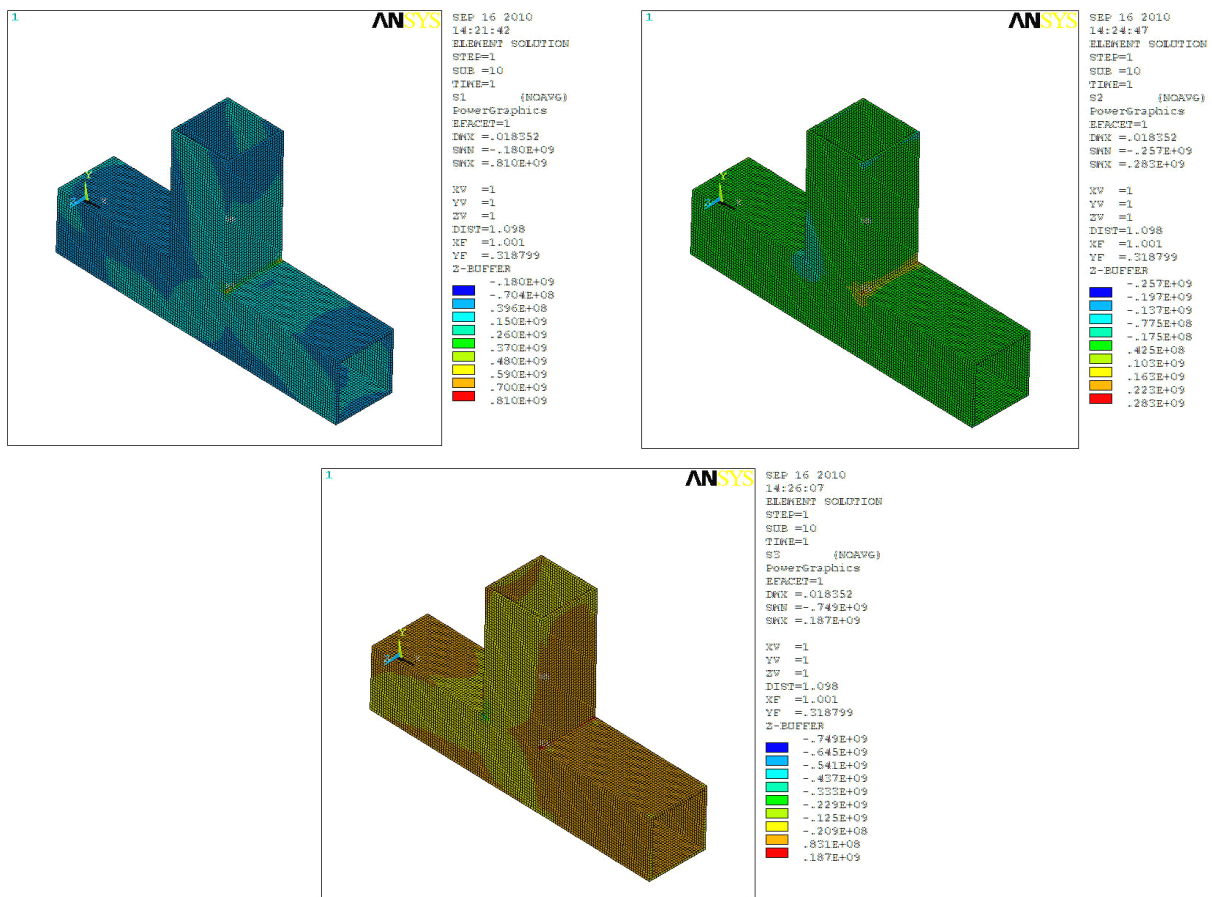 1
ANSYS
SEP 16 2010
14:21:42
ELEMENT SOLUTION
STEP=1
SUB =10
TIME=1
S1 (NOAVG)
PowerGraphics
EFACET=1
DMX =.018352
SMN =-.180E+09
SMX =.810E+09
XV =1
YV =1
ZV =1
DIST=1.098
XF =1.001
YF =.318799
Z-BUFFER
-.180E+09
-.704E+08
.396E+08
.150E+09
.260E+09
.370E+09
.480E+09
.590E+09
.700E+09
.810E+09
Y
Z X
1
ANSYS
SEP 16 2010
14:24:47
ELEMENT SOLUTION
STEP=1
SUB =10
TIME=1
S2 (NOAVG)
PowerGraphics
EFACET=1
DMX =.018352
SMN =-.257E+09
SMX =.283E+09
XV =1
YV =1
ZV =1
DIST=1.098
XF =1.001
YF =.318799
Z-BUFFER
-.257E+09
-.197E+09
-.137E+09
-.775E+08
-.175E+08
.425E+08
.103E+09
.163E+09
.223E+09
.283E+09
Y
Z X
1
ANSYS
SEP 16 2010
14:26:07
ELEMENT SOLUTION
STEP=1
SUB =10
TIME=1
S3 (NOAVG)
PowerGraphics
EFACET=1
DMX =.018352
SMN =-.749E+09
SMX =.187E+09
XV =1
YV =1
ZV =1
DIST=1.098
XF =1.001
YF =.318799
Z-BUFFER
-.749E+09
-.645E+09
-.541E+09
-.437E+09
-.333E+09
-.229E+09
-.125E+09
-.209E+08
.831E+08
.187E+09
Y
Z X